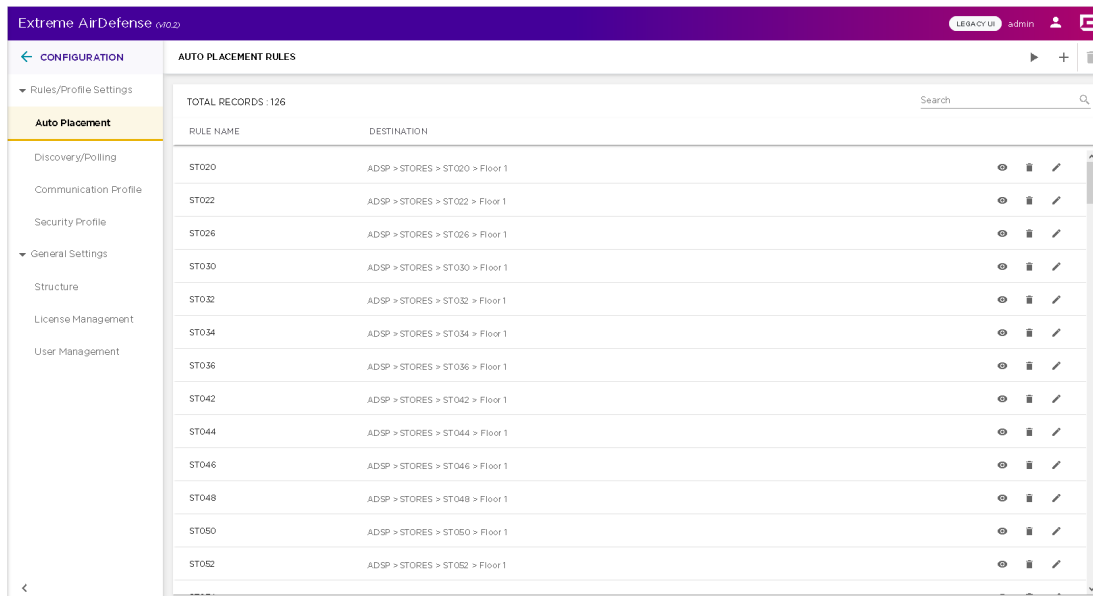 Extreme AirDefense (v10.2)
LEGACY UI admin
CONFIGURATION
AUTO PLACEMENT RULES
Rules/Profile Settings
Auto Placement
Discovery/Polling
Communication Profile
Security Profile
General Settings
Structure
License Management
User Management
TOTAL RECORDS : 126
Search
RULE NAME DESTINATION
ST020 ADSP > STORES > ST020 > Floor 1
ST022 ADSP > STORES > ST022 > Floor 1
ST026 ADSP > STORES > ST026 > Floor 1
ST030 ADSP > STORES > ST030 > Floor 1
ST032 ADSP > STORES > ST032 > Floor 1
ST034 ADSP > STORES > ST034 > Floor 1
ST036 ADSP > STORES > ST036 > Floor 1
ST042 ADSP > STORES > ST042 > Floor 1
ST044 ADSP > STORES > ST044 > Floor 1
ST046 ADSP > STORES > ST046 > Floor 1
ST048 ADSP > STORES > ST048 > Floor 1
ST050 ADSP > STORES > ST050 > Floor 1
ST052 ADSP > STORES > ST052 > Floor 1